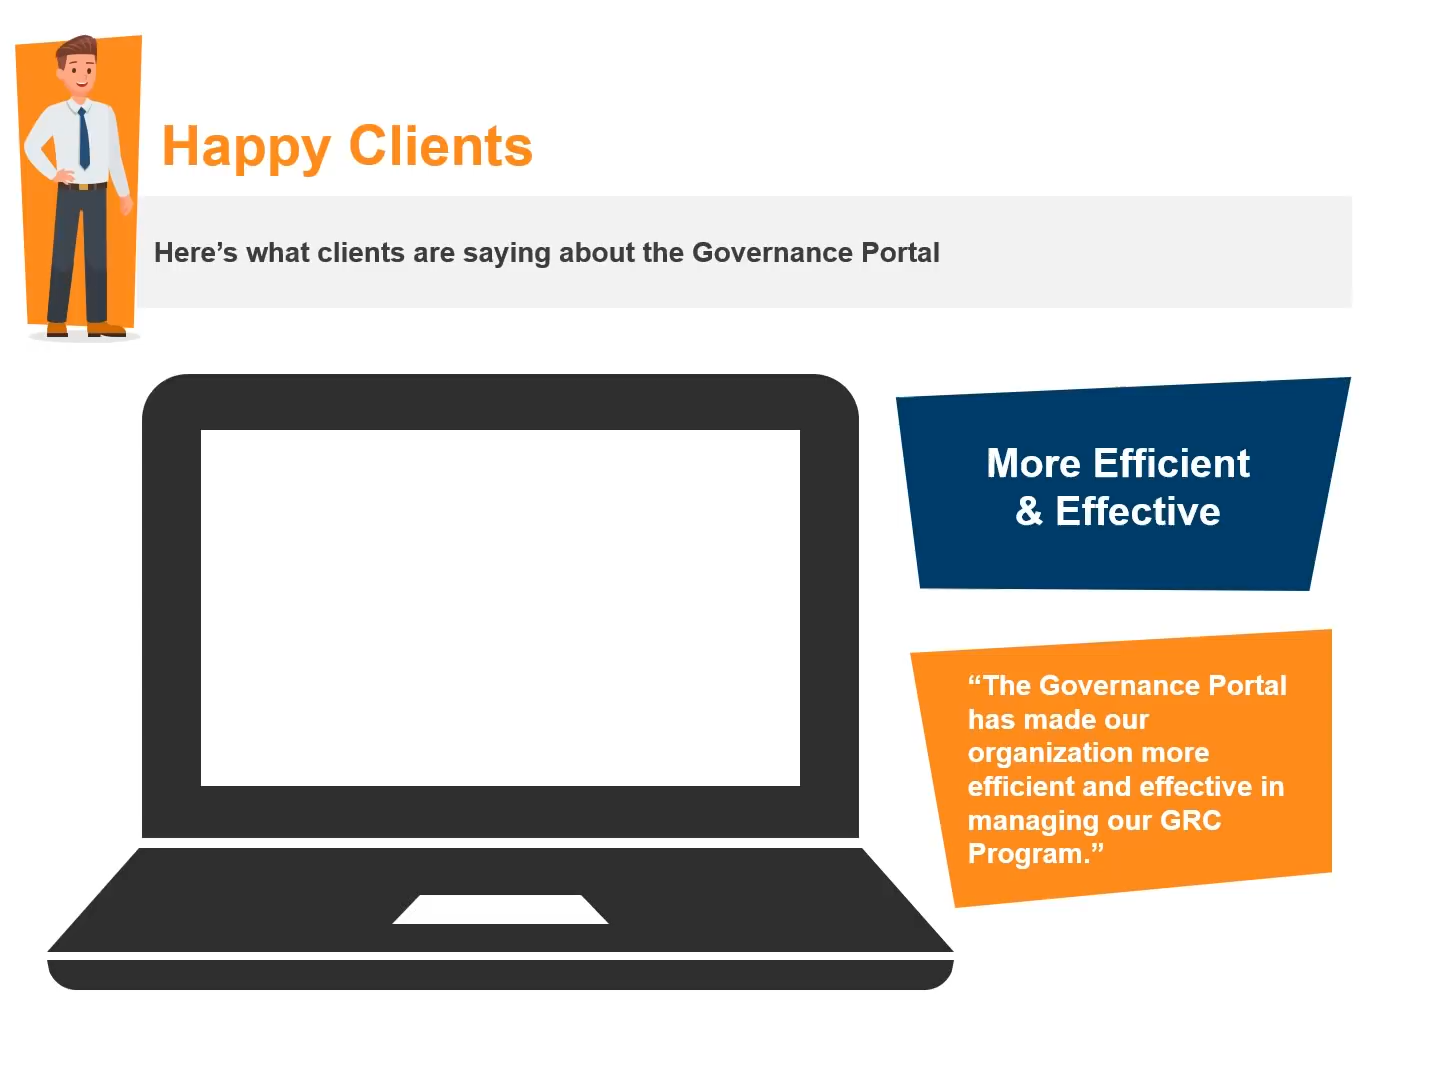 Happy Clients
Here’s what clients are saying about the Governance Portal
More Efficient
& Effective
“The Governance Portal
has made our
organization more
efficient and effective in
managing our GRC
Program.”